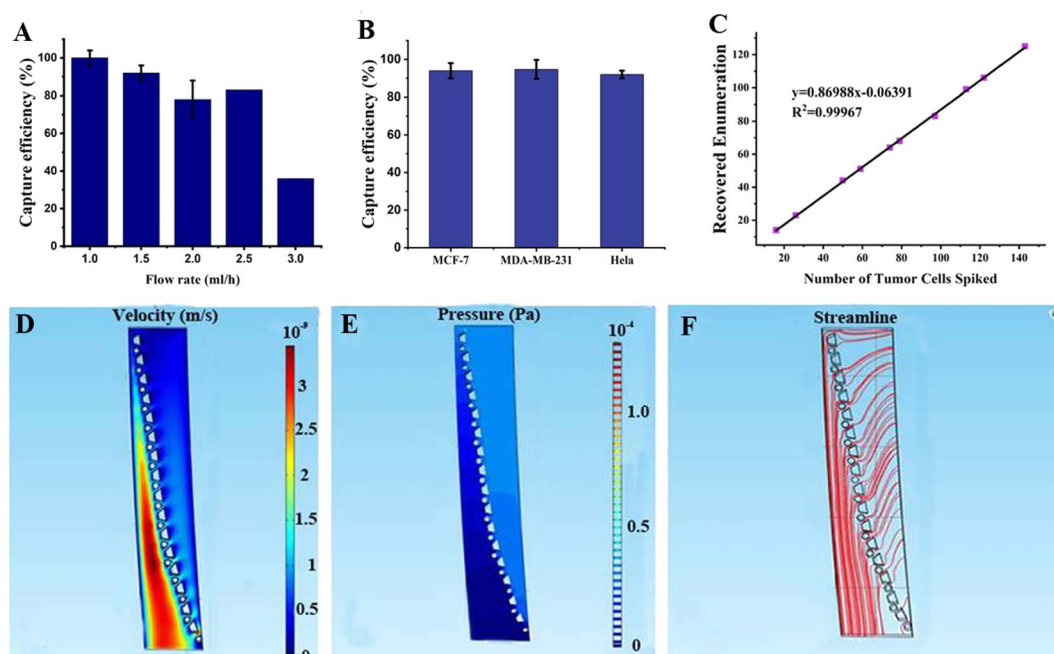 A
Capture efficiency (%)
100
80
60
40
20
0
1.0 1.5 2.0 2.5 3.0
Flow rate (ml/h)
B
Capture efficiency (%)
100
80
60
40
20
0
MCF-7 MDA-MB-231 Hela
C
Recovered Enumeration
120
100
80
60
40
20
y=0.86988x-0.06391
R²=0.99967
20 40 60 80 100 120 140
Number of Tumor Cells Spiked
D
Velocity (m/s)
10⁻⁹
3
2
1.5
1
0.5
0
E
Pressure (Pa)
10⁻⁴
1.0
0.5
0
F
Streamline